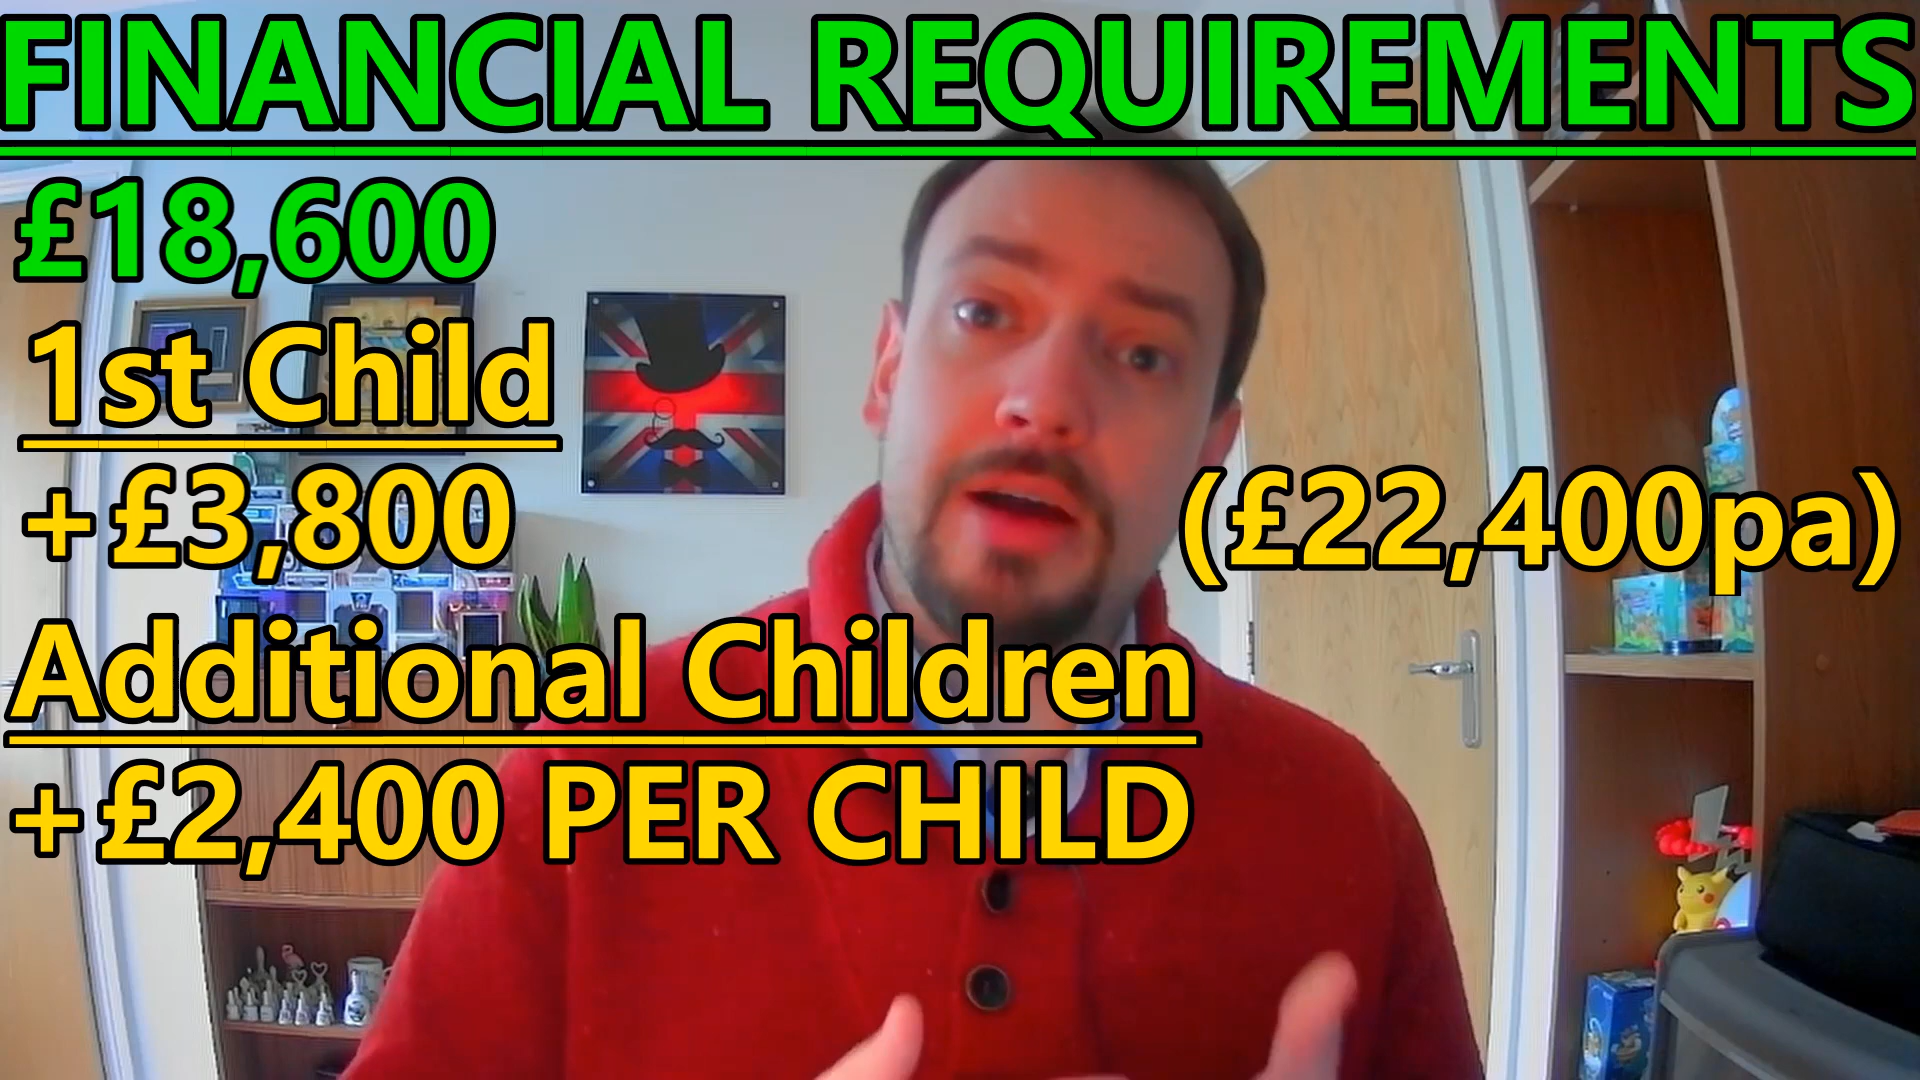 FINANCIAL REQUIREMENTS
£18,600
1st Child
+£3,800 (£22,400pa)
Additional Children
+£2,400 PER CHILD